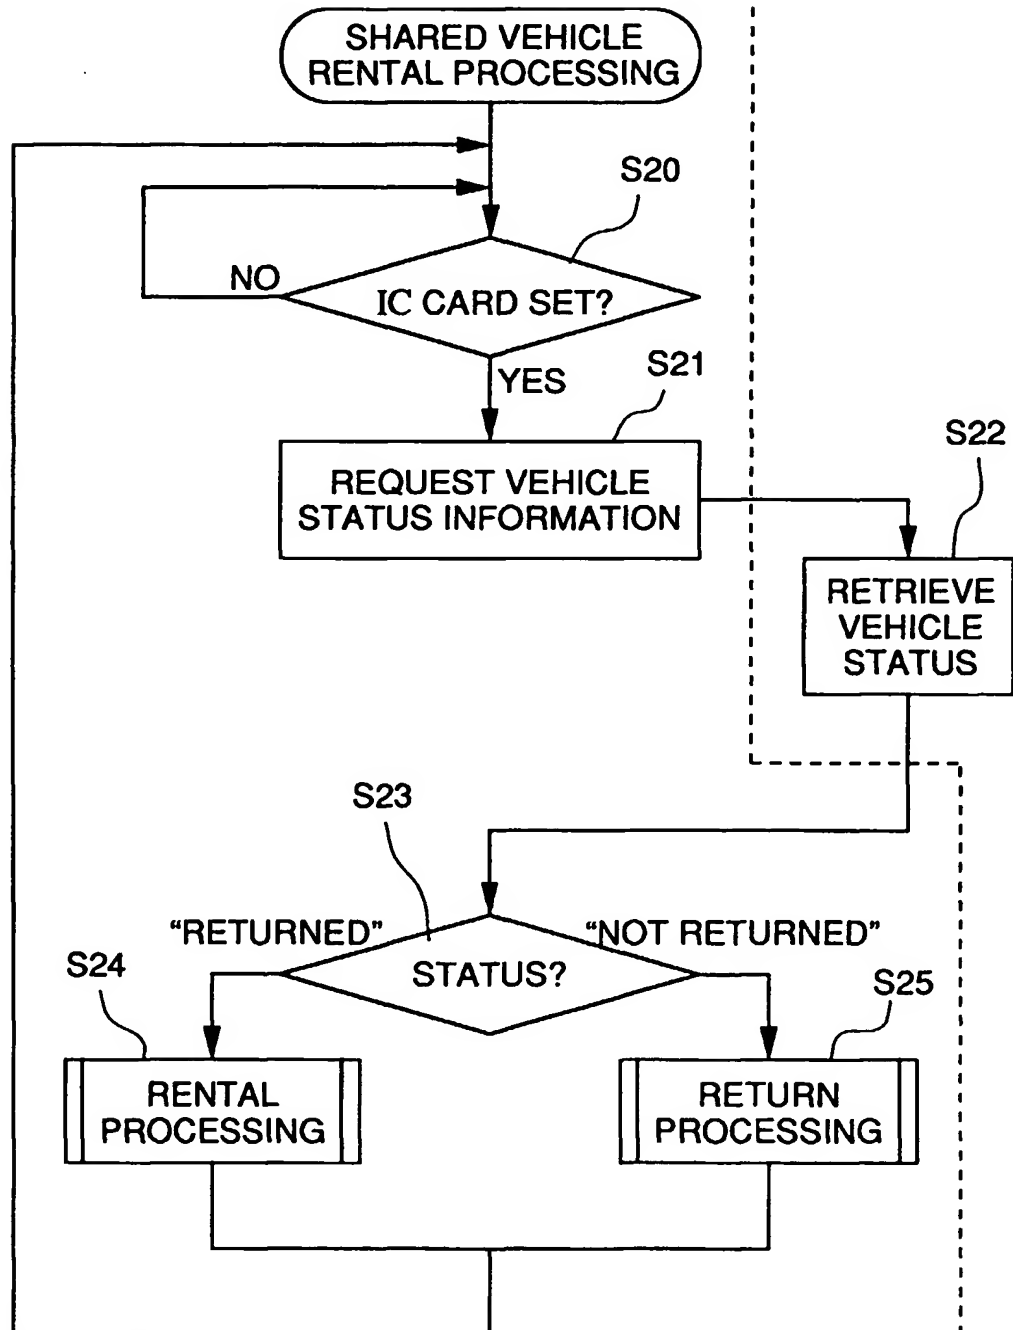 SHARED VEHICLE
RENTAL PROCESSING
S20
NO
IC CARD SET?
YES
S21
REQUEST VEHICLE
STATUS INFORMATION
S22
RETRIEVE
VEHICLE
STATUS
S23
“RETURNED”
“NOT RETURNED”
STATUS?
S24
S25
RENTAL
PROCESSING
RETURN
PROCESSING